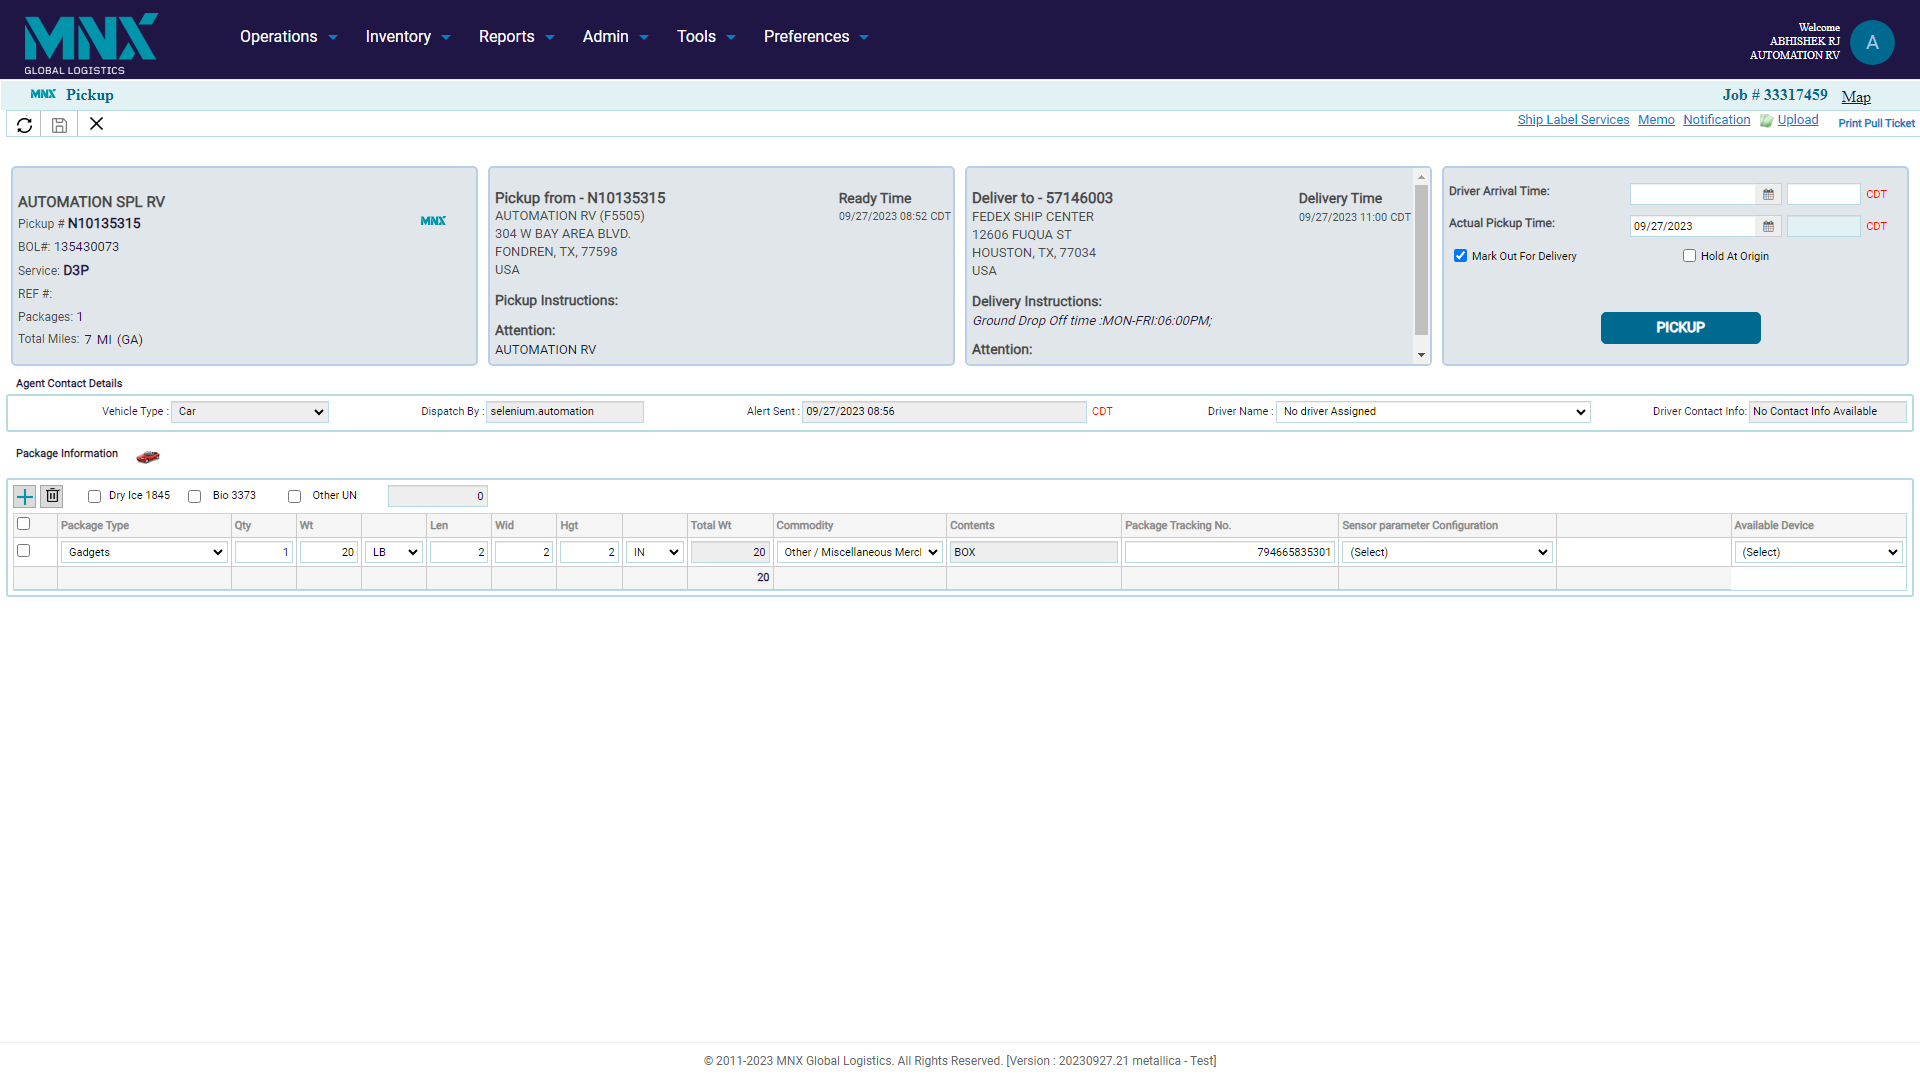 MNX
GLOBAL LOGISTICS
Operations Inventory Reports Admin Tools Preferences
Welcome
ABHISHEK RJ
AUTOMATION RV
A
MNX Pickup
Job # 33317459 Map
Ship Label Services Memo Notification Upload Print Pull Ticket
AUTOMATION SPL RV
Pickup # N10135315
MNX
BOL#: 135430073
Service: D3P
REF #:
Packages: 1
Total Miles: 7 MI (GA)
Pickup from - N10135315 Ready Time
AUTOMATION RV (F5505) 09/27/2023 08:52 CDT
304 W BAY AREA BLVD.
FONDREN, TX, 77598
USA
Pickup Instructions:
Attention:
AUTOMATION RV
Deliver to - 57146003 Delivery Time
FEDEX SHIP CENTER 09/27/2023 11:00 CDT
12606 FUQUA ST
HOUSTON, TX, 77034
USA
Delivery Instructions:
Ground Drop Off time :MON-FRI:06:00PM;
Attention:
Driver Arrival Time: CDT
Actual Pickup Time: 09/27/2023 CDT
Mark Out For Delivery Hold At Origin
PICKUP
Agent Contact Details
Vehicle Type : Car Dispatch By : selenium.automation Alert Sent : 09/27/2023 08:56 CDT Driver Name : No driver Assigned Driver Contact Info: No Contact Info Available
Package Information
Dry Ice 1845 Bio 3373 Other UN 0
Package Type Qty Wt Len Wid Hgt Total Wt Commodity Contents Package Tracking No. Sensor parameter Configuration Available Device
Gadgets 1 20 LB 2 2 2 IN 20 Other / Miscellaneous Merc BOX 794665835301 (Select) (Select)
20
© 2011-2023 MNX Global Logistics. All Rights Reserved. [Version : 20230927.21 metallica - Test]